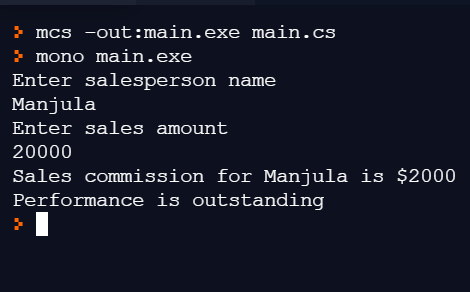 > mcs -out:main.exe main.cs
> mono main.exe
Enter salesperson name
Manjula
Enter sales amount
20000
Sales commission for Manjula is $2000
Performance is outstanding
>